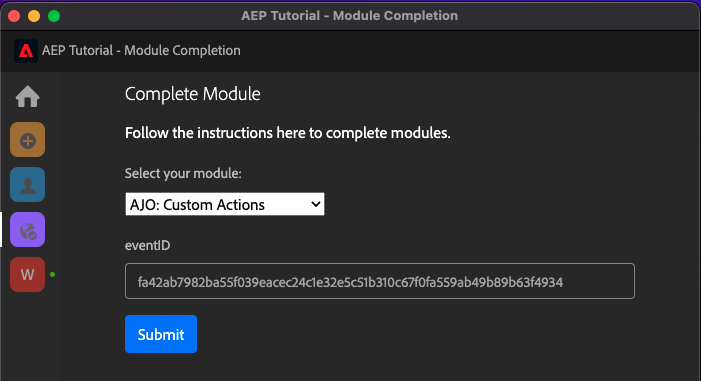 AEP Tutorial - Module Completion
AEP Tutorial - Module Completion
Complete Module
Follow the instructions here to complete modules.
Select your module:
AJO: Custom Actions
eventID
fa42ab7982ba55f039eacec24c1e32e5c51b310c67f0fa559ab49b89b63f4934
W
Submit